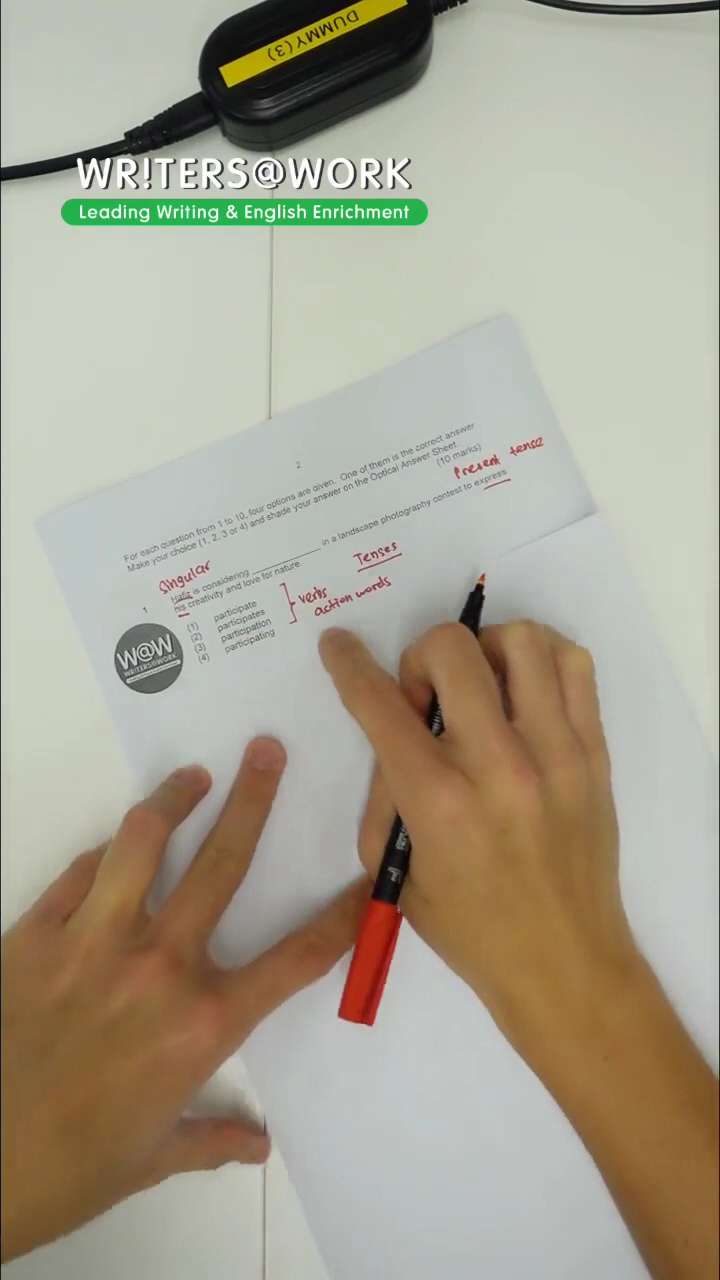 DUMMY(3)
WR!TERS@WORK
Leading Writing & English Enrichment
2
For each question from 1 to 10, four options are given. One of them is the correct answer
Make your choice (1, 2, 3 or 4) and shade your answer on the Optical Answer Sheet.
(10 marks)
Present tense
Singular
1 Hafiz is considering ____________ in a landscape photography contest to express
his creativity and love for nature.
Tenses
(1) participate
(2) participates
(3) participation
(4) participating
verbs
action words
W@W
WRITERS@WORK